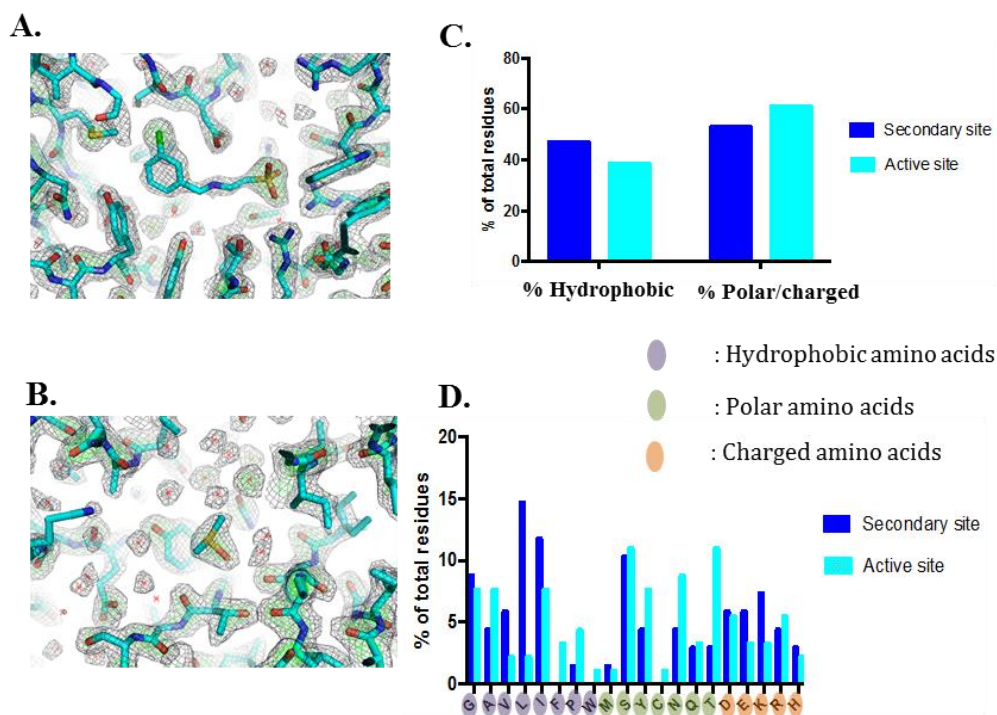 A.
C.
% of total residues
80
60
40
20
0
% Hydrophobic
% Polar/charged
Secondary site
Active site
: Hydrophobic amino acids
: Polar amino acids
: Charged amino acids
B.
D.
% of total residues
20
15
10
5
0
G A V L I F P W M S Y C N Q T D E K R H
Secondary site
Active site